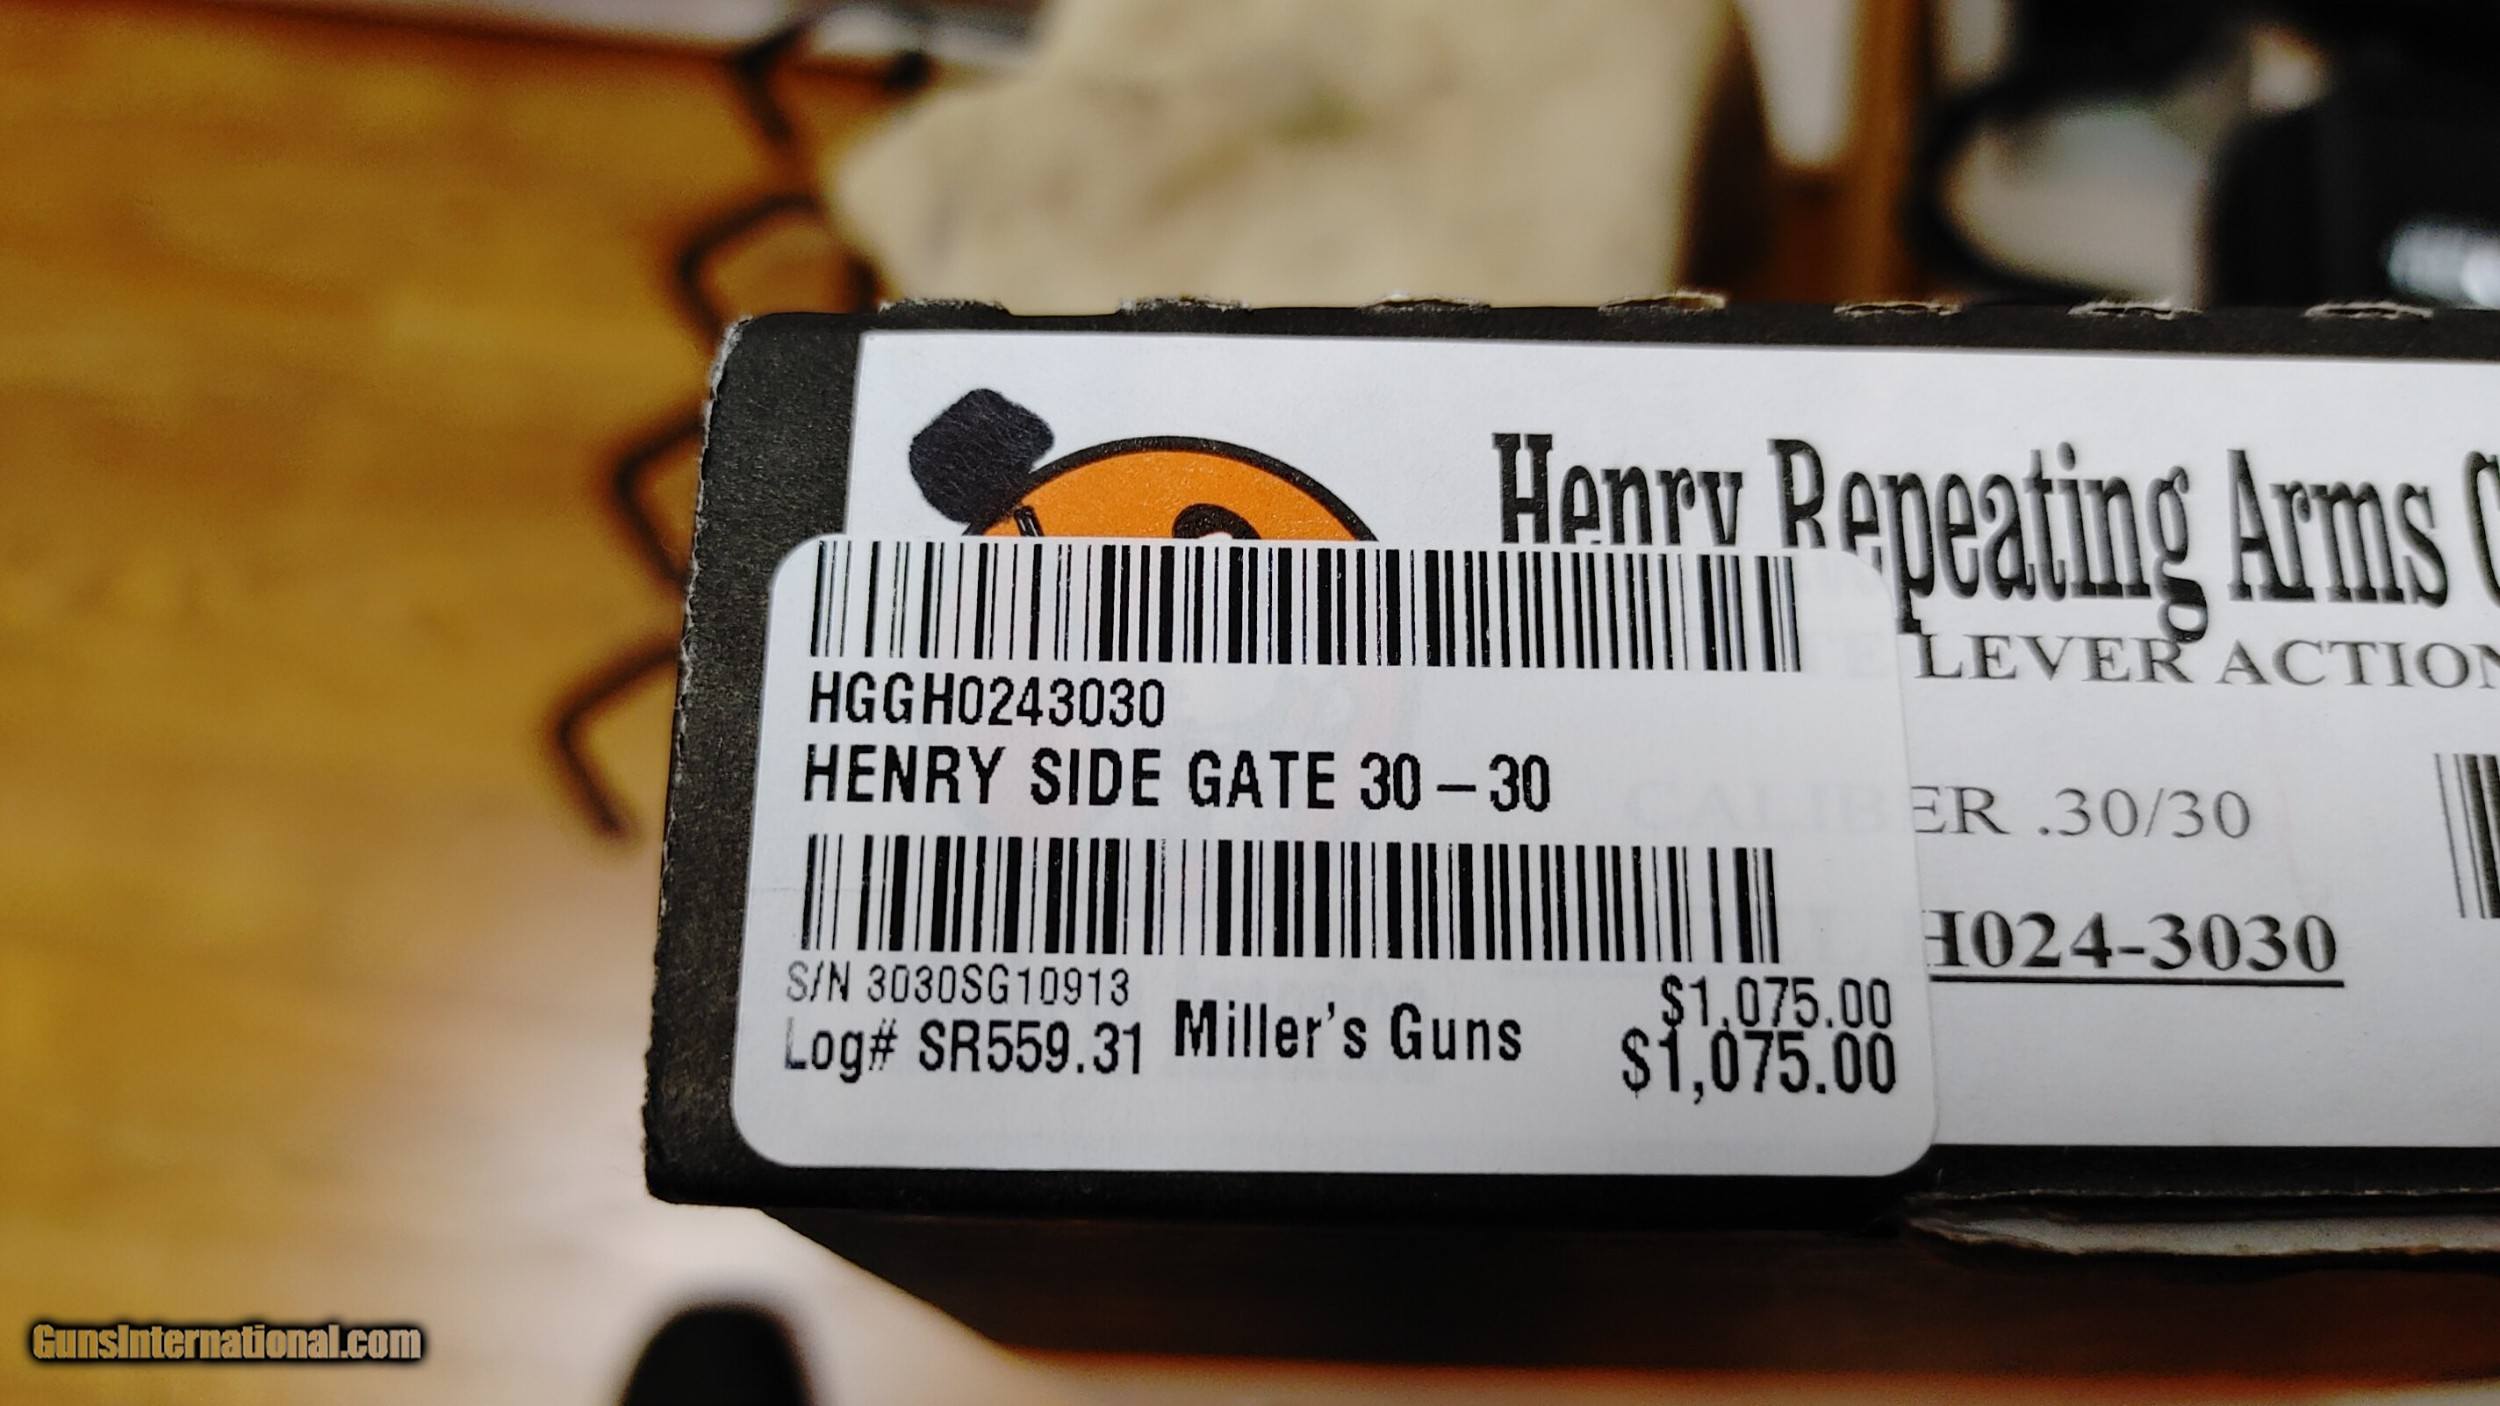 Henry Repeating Arms
LEVER ACTION
.30/30
H024-3030
HGGH0243030
HENRY SIDE GATE 30-30
S/N 3030SG10913
$1,075.00
Log# SR559.31 Miller's Guns
$1,075.00
GunsInternational.com